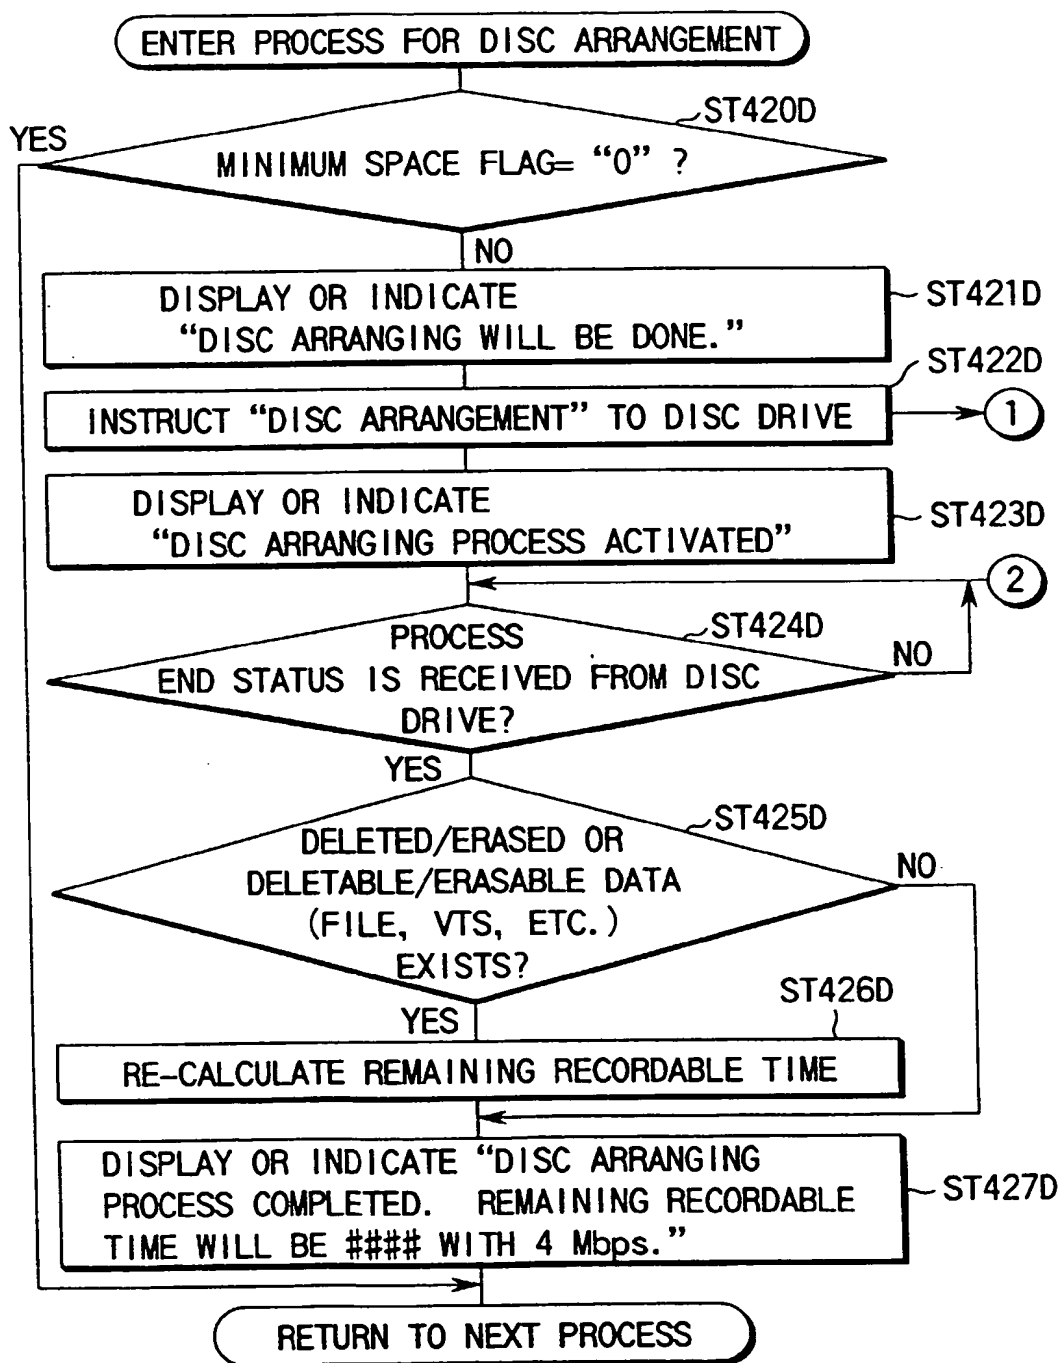 ENTER PROCESS FOR DISC ARRANGEMENT
ST420D
YES
MINIMUM SPACE FLAG= “0” ?
NO
DISPLAY OR INDICATE
“DISC ARRANGING WILL BE DONE.”
ST421D
ST422D
INSTRUCT “DISC ARRANGEMENT” TO DISC DRIVE
1
DISPLAY OR INDICATE
“DISC ARRANGING PROCESS ACTIVATED”
ST423D
2
ST424D
PROCESS
END STATUS IS RECEIVED FROM DISC
DRIVE?
NO
YES
ST425D
DELETED/ERASED OR
DELETABLE/ERASABLE DATA
(FILE, VTS, ETC.)
EXISTS?
NO
YES
ST426D
RE-CALCULATE REMAINING RECORDABLE TIME
DISPLAY OR INDICATE “DISC ARRANGING
PROCESS COMPLETED. REMAINING RECORDABLE
TIME WILL BE #### WITH 4 Mbps.”
ST427D
RETURN TO NEXT PROCESS